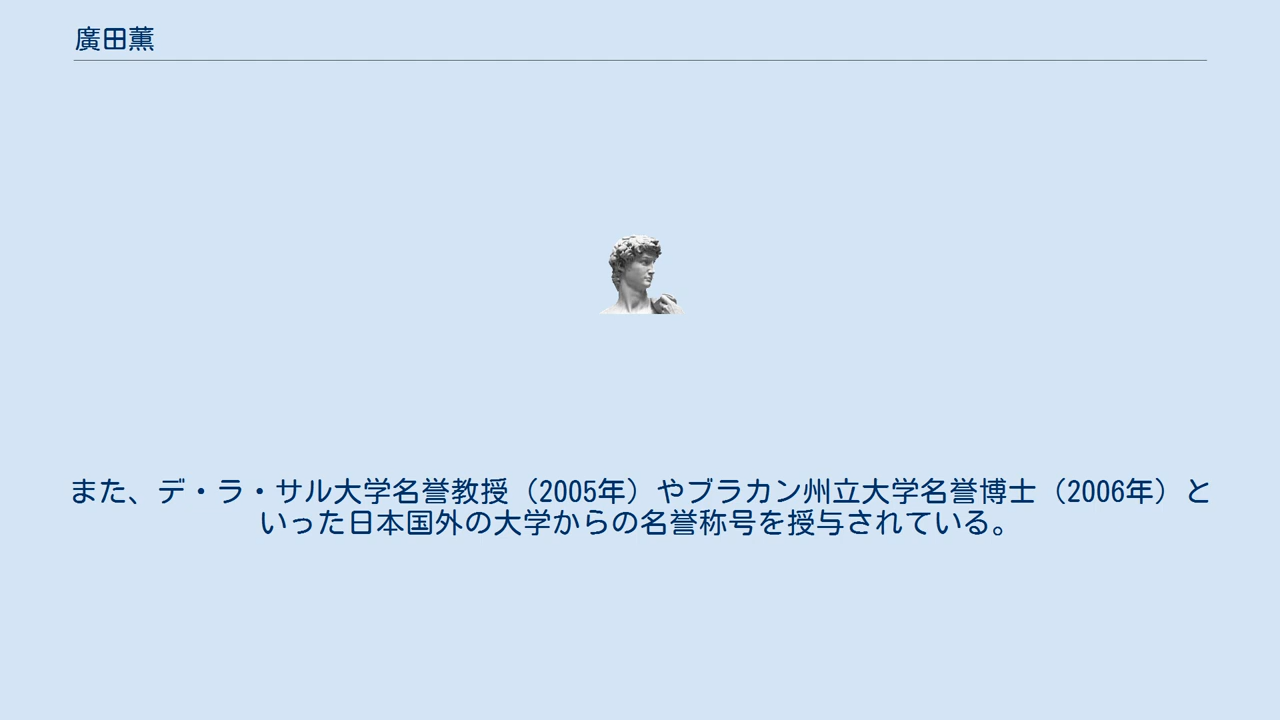 廣田薫
また、デ・ラ・サル大学名誉教授（2005年）やブラカン州立大学名誉博士（2006年）と
いった日本国外の大学からの名誉称号を授与されている。